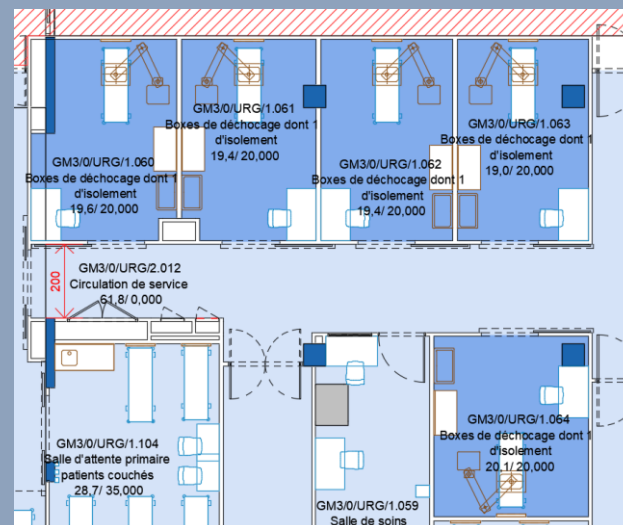 GM3/0/URG/1.060
Boxes de déchocage dont 1
d'isolement
19,6/ 20,000
GM3/0/URG/1.061
Boxes de déchocage dont 1
d'isolement
19,4/ 20,000
GM3/0/URG/1.062
Boxes de déchocage dont 1
d'isolement
19,4/ 20,000
GM3/0/URG/1.063
Boxes de déchocage dont 1
d'isolement
19,0/ 20,000
200
GM3/0/URG/2.012
Circulation de service
61,8/ 0,000
GM3/0/URG/1.104
Salle d'attente primaire
patients couchés
28,7/ 35,000
GM3/0/URG/1.064
Boxes de déchocage dont 1
d'isolement
20,1/ 20,000
GM3/0/URG/1.059
Salle de soins